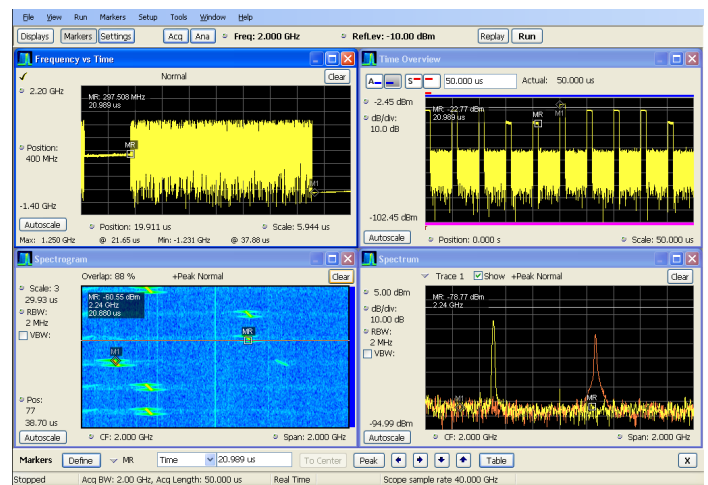 File View Run Markers Setup Tools Window Help
Displays Markers Settings Acq Ana Freq: 2.000 GHz RefLev: -10.00 dBm Replay Run
Frequency vs Time
Normal Clear
2.20 GHz
MR: 297.508 MHz
20.989 us
Position:
400 MHz
MR
M1
-1.40 GHz
Autoscale Position: 19.911 us Scale: 5.944 us
Max: 1.250 GHz @ 21.65 us Min: -1.231 GHz @ 37.88 us
Time Overview
A S 50.000 us Actual: 50.000 us
-2.45 dBm
MR: -22.77 dBm
20.989 us
dB/div:
10.0 dB
MR M1
-102.45 dBm
Autoscale Position: 0.000 s Scale: 50.000 us
Spectrogram
Overlap: 88 % +Peak Normal Clear
Scale: 3
29.93 us
MR: -60.55 dBm
2.24 GHz
20.880 us
RBW:
2 MHz
VBW:
MR
M1
Pos:
77
38.70 us
Autoscale CF: 2.000 GHz Span: 2.000 GHz
Spectrum
Trace 1 Show +Peak Normal Clear
5.00 dBm
MR: -78.77 dBm
2.24 GHz
dB/div:
10.00 dB
RBW:
2 MHz
VBW:
M1 MR
-94.99 dBm
Autoscale CF: 2.000 GHz Span: 2.000 GHz
Markers Define MR Time 20.989 us To Center Peak Table X
Stopped Acq BW: 2.00 GHz, Acq Length: 50.000 us Real Time Scope sample rate 40.000 GHz